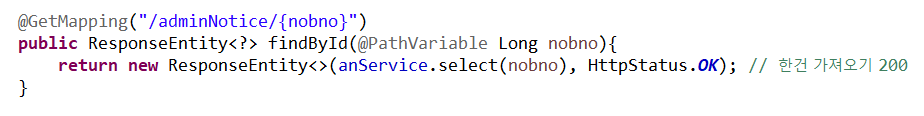 @GetMapping("/adminNotice/{nobno}")
public ResponseEntity<?> findById(@PathVariable Long nobno){
    return new ResponseEntity<>(anService.select(nobno), HttpStatus.OK); // 한건 가져오기 200
}